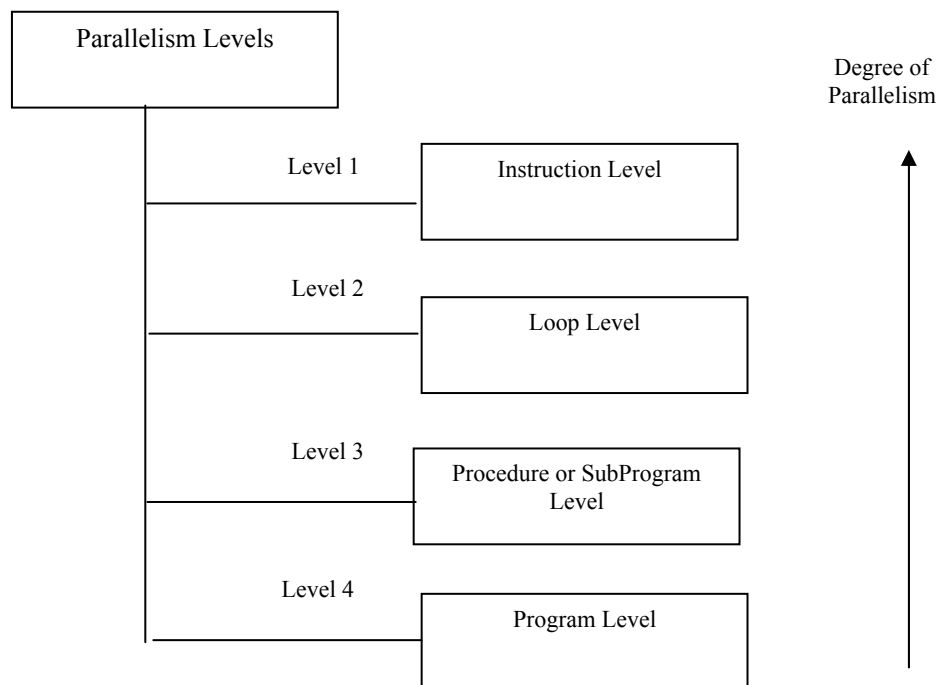 Parallelism Levels
Degree of
Parallelism
Level 1
Instruction Level
Level 2
Loop Level
Level 3
Procedure or SubProgram
Level
Level 4
Program Level